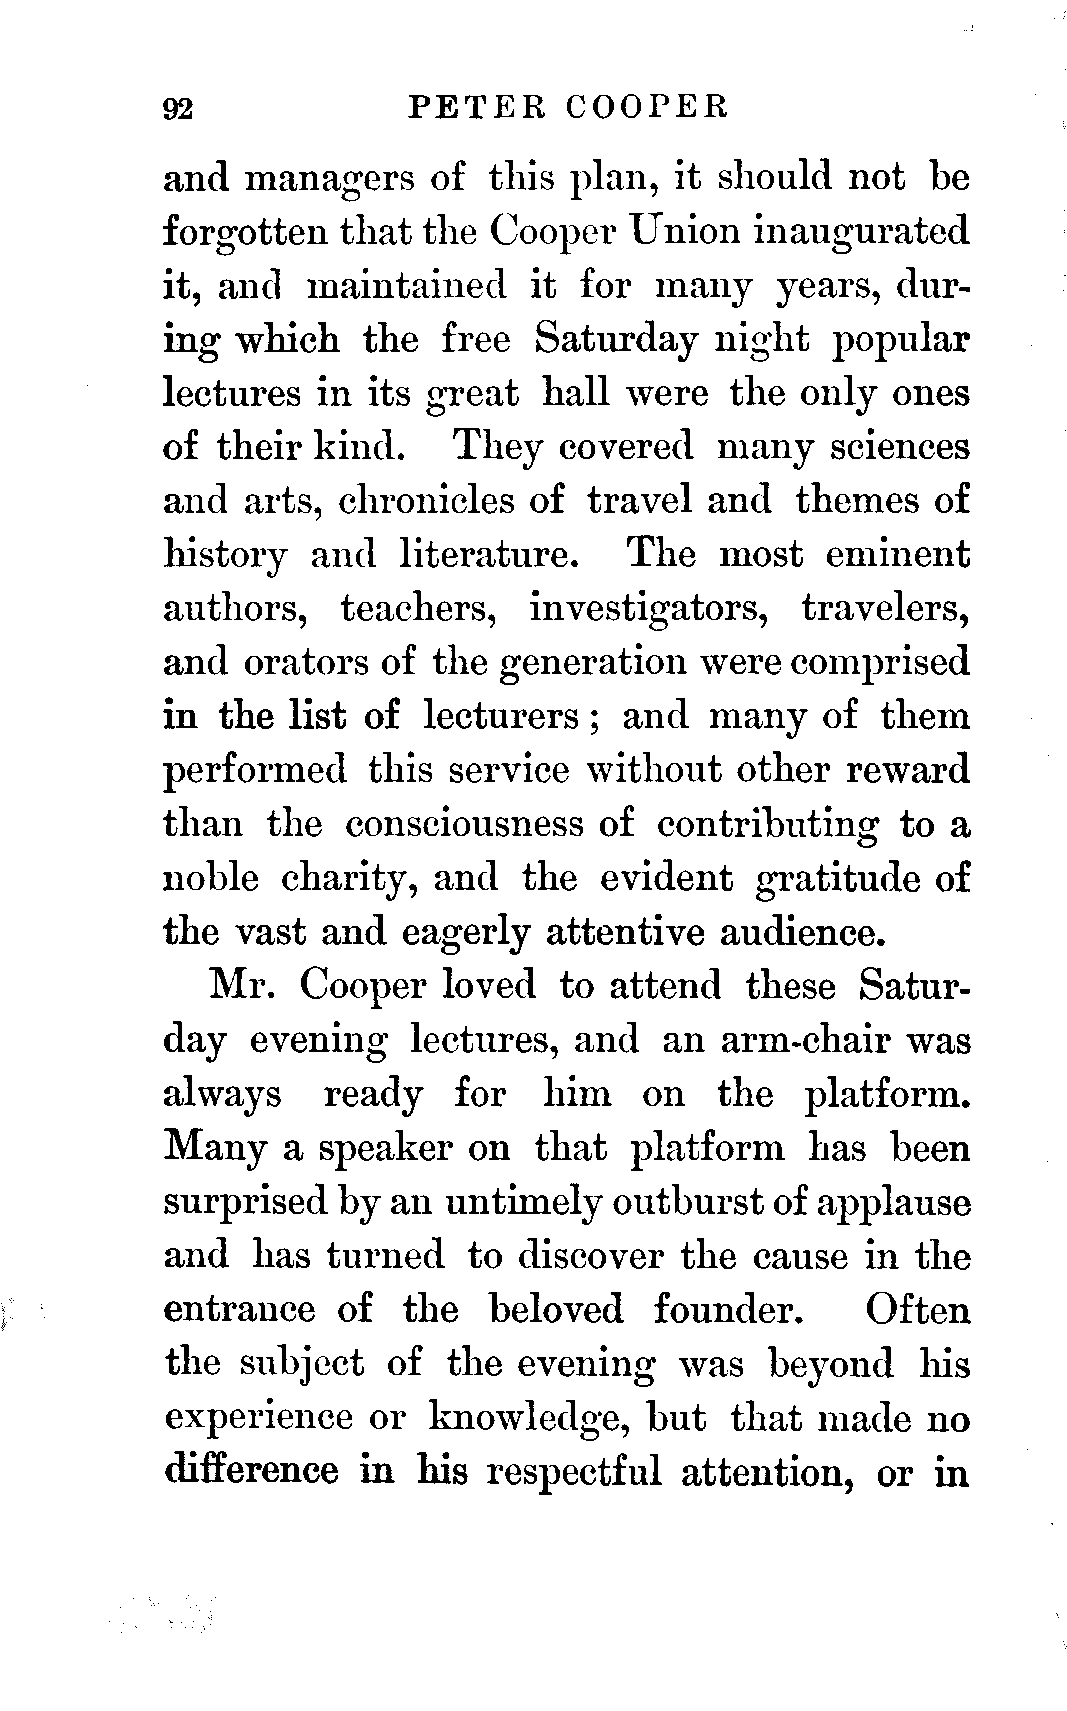 92 PETER COOPER
and managers of this plan, it should not be
forgotten that the Cooper Union inaugurated
it, and maintained it for many years, dur-
ing which the free Saturday night popular
lectures in its great hall were the only ones
of their kind. They covered many sciences
and arts, chronicles of travel and themes of
history and literature. The most eminent
authors, teachers, investigators, travelers,
and orators of the generation were comprised
in the list of lecturers ; and many of them
performed this service without other reward
than the consciousness of contributing to a
noble charity, and the evident gratitude of
the vast and eagerly attentive audience.
Mr. Cooper loved to attend these Satur-
day evening lectures, and an arm-chair was
always ready for him on the platform.
Many a speaker on that platform has been
surprised by an untimely outburst of applause
and has turned to discover the cause in the
entrance of the beloved founder. Often
the subject of the evening was beyond his
experience or knowledge, but that made no
difference in his respectful attention, or in